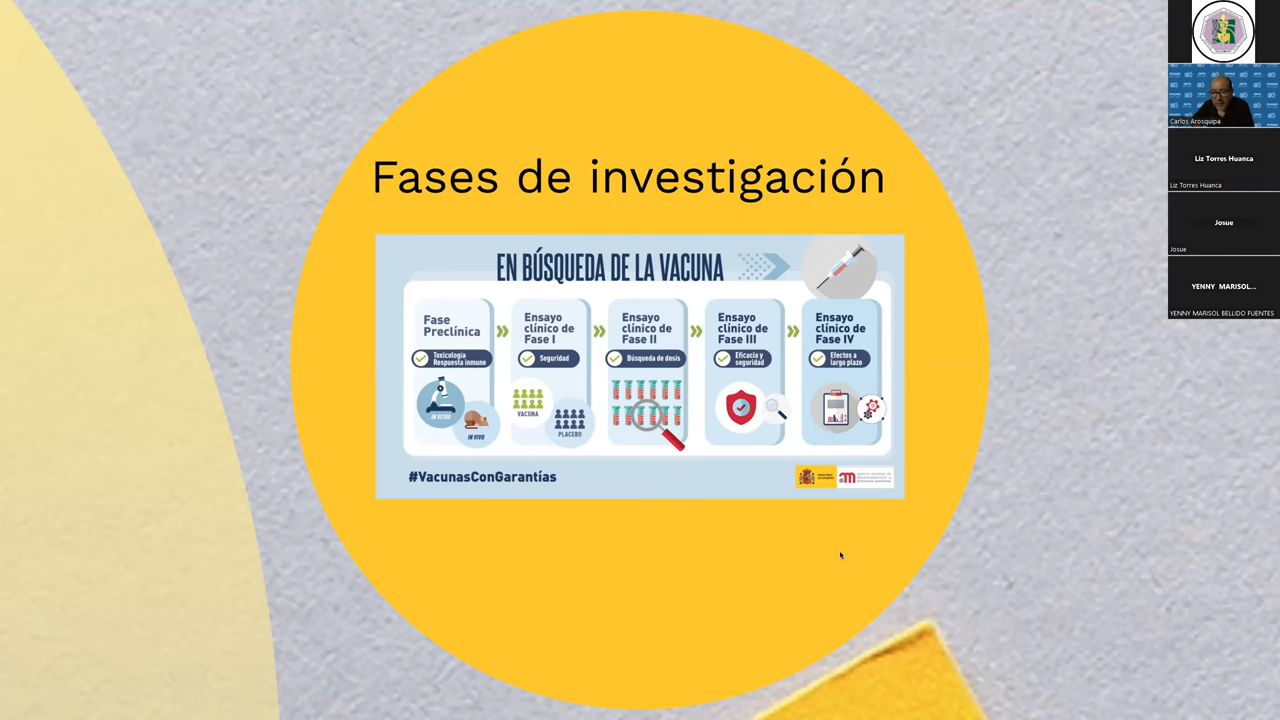 Fases de investigación
EN BÚSQUEDA DE LA VACUNA
Fase
Preclínica
Toxicología
Respuesta inmune
IN VITRO
IN VIVO
Ensayo
clínico de
Fase I
Seguridad
VACUNA
PLACEBO
Ensayo
clínico de
Fase II
Búsqueda de dosis
Ensayo
clínico de
Fase III
Eficacia y
seguridad
Ensayo
clínico de
Fase IV
Efectos a
largo plazo
#VacunasConGarantías
Carlos Arosquipa
Liz Torres Huanca
Liz Torres Huanca
Josue
Josue
YENNY MARISOL...
YENNY MARISOL BELLIDO FUENTES